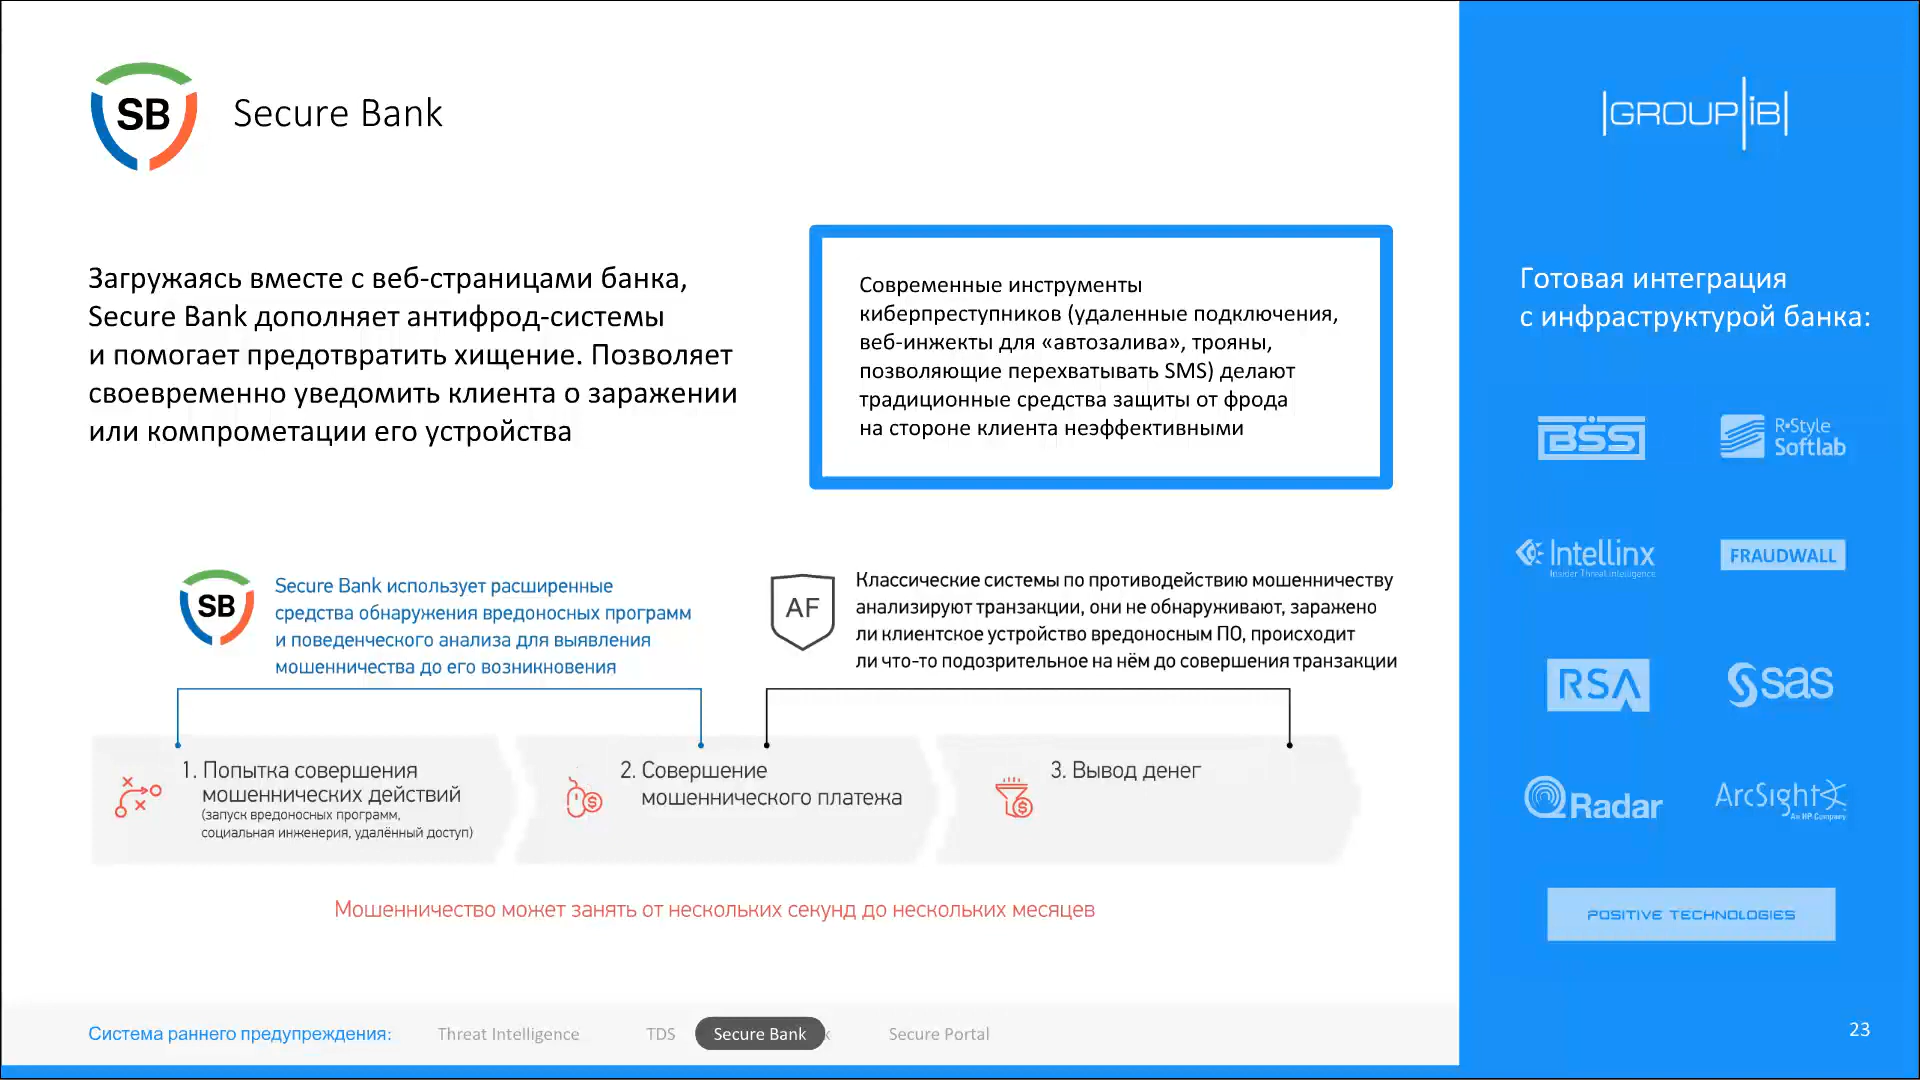 SB
Secure Bank
Загружаясь вместе с веб-страницами банка,
Secure Bank дополняет антифрод-системы
и помогает предотвратить хищение. Позволяет
своевременно уведомить клиента о заражении
или компрометации его устройства
Современные инструменты
киберпреступников (удаленные подключения,
веб-инжекты для «автозалива», трояны,
позволяющие перехватывать SMS) делают
традиционные средства защиты от фрода
на стороне клиента неэффективными
SB
Secure Bank использует расширенные
средства обнаружения вредоносных программ
и поведенческого анализа для выявления
мошенничества до его возникновения
AF
Классические системы по противодействию мошенничеству
анализируют транзакции, они не обнаруживают, заражено
ли клиентское устройство вредоносным ПО, происходит
ли что-то подозрительное на нём до совершения транзакции
1. Попытка совершения
мошеннических действий
(запуск вредоносных программ,
социальная инженерия, удалённый доступ)
2. Совершение
мошеннического платежа
3. Вывод денег
Мошенничество может занять от нескольких секунд до нескольких месяцев
Система раннего предупреждения:
Threat Intelligence
TDS
Secure Bank
Secure Portal
GROUP IB
Готовая интеграция
с инфраструктурой банка:
BSS
R•Style
Softlab
Intellinx
Insider Threat Intelligence
FRAUDWALL
RSA
sas
QRadar
ArcSight
An HP Company
POSITIVE TECHNOLOGIES
23